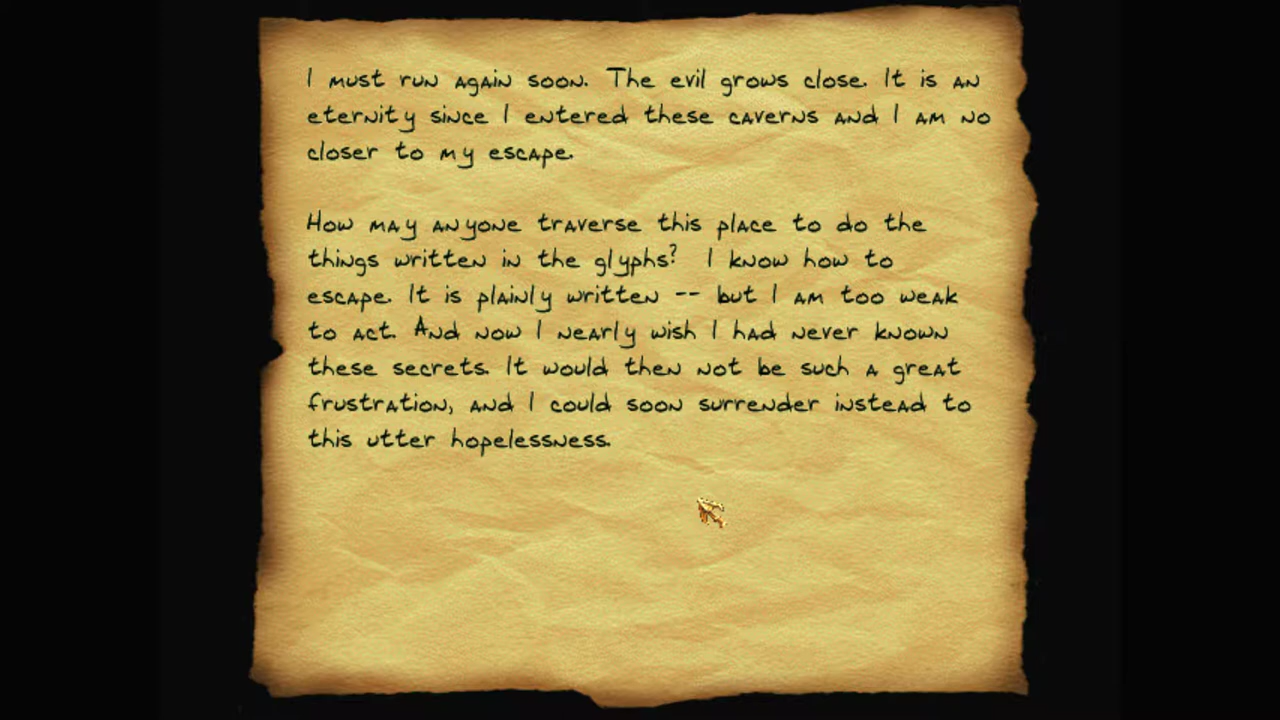 I must run again soon. The evil grows close. It is an
eternity since I entered these caverns and I am no
closer to my escape.
How may anyone traverse this place to do the
things written in the glyphs? I know how to
escape. It is plainly written -- but I am too weak
to act. And now I nearly wish I had never known
these secrets. It would then not be such a great
frustration, and I could soon surrender instead to
this utter hopelessness.